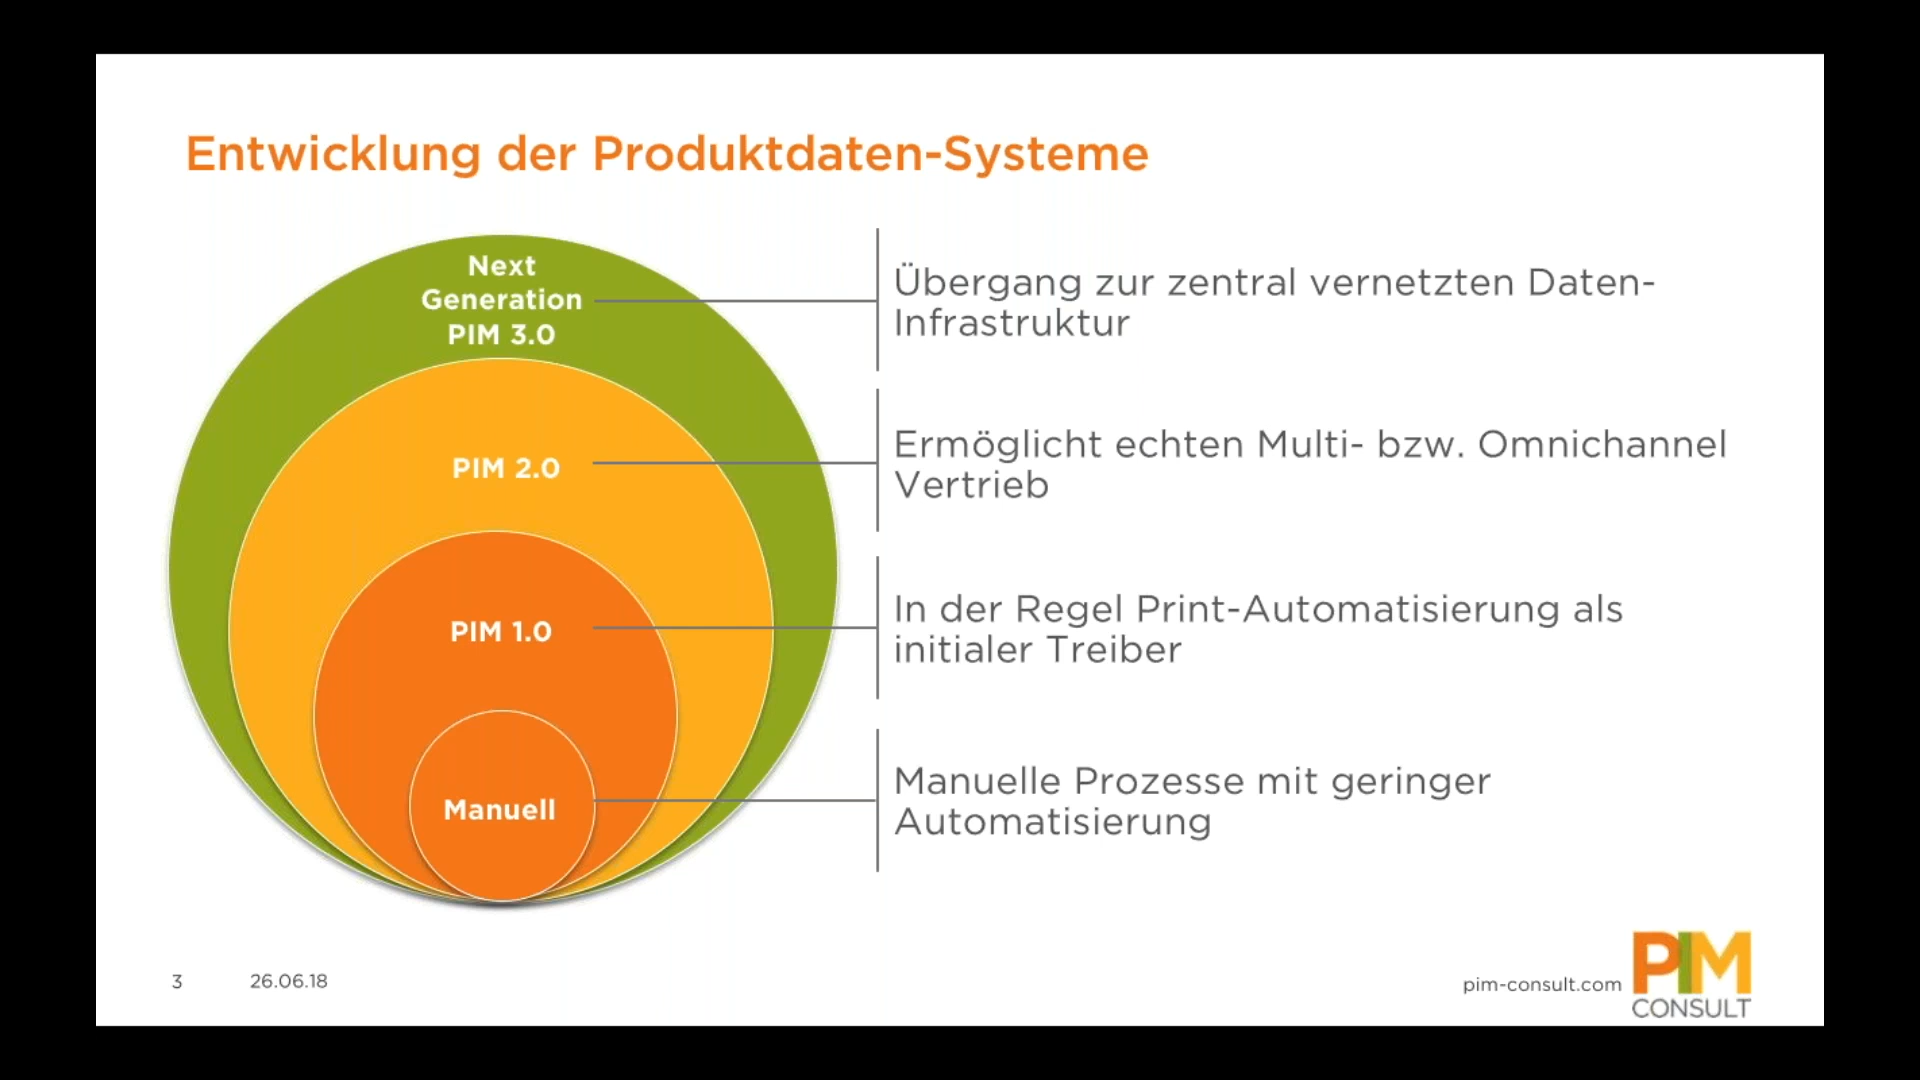 Entwicklung der Produktdaten-Systeme
Next
Generation
PIM 3.0
Übergang zur zentral vernetzten Daten-
Infrastruktur
PIM 2.0
Ermöglicht echten Multi- bzw. Omnichannel
Vertrieb
PIM 1.0
In der Regel Print-Automatisierung als
initialer Treiber
Manuell
Manuelle Prozesse mit geringer
Automatisierung
3
26.06.18
pim-consult.com
PIM
CONSULT